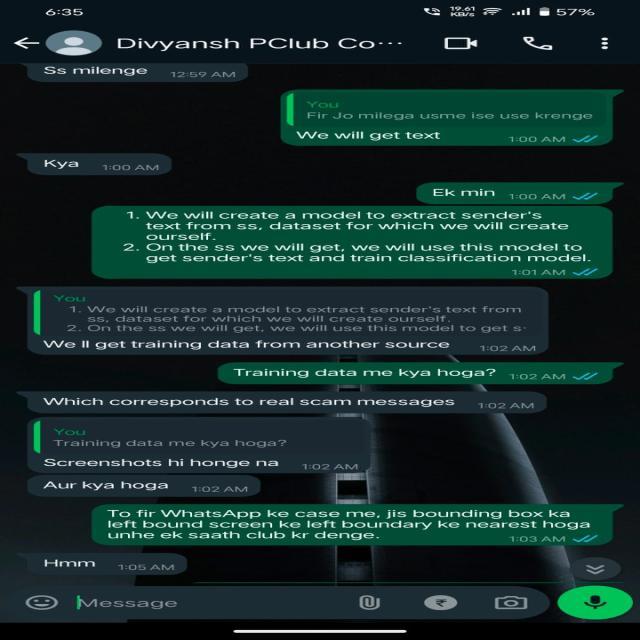 6:35
19.61
KB/s
57%
Divyansh PClub Co...
Ss milenge 12:59 AM
You
Fir Jo milega usme ise use krenge
We will get text 1:00 AM
Kya 1:00 AM
Ek min 1:00 AM
1. We will create a model to extract sender's
text from ss, dataset for which we will create
ourself.
2. On the ss we will get, we will use this model to
get sender's text and train classification model.
1:01 AM
You
1. We will create a model to extract sender's text from
ss, dataset for which we will create ourself.
2. On the ss we will get, we will use this model to get s
We ll get training data from another source 1:02 AM
Training data me kya hoga? 1:02 AM
Which corresponds to real scam messages 1:02 AM
You
Training data me kya hoga?
Screenshots hi honge na 1:02 AM
Aur kya hoga 1:02 AM
To fir WhatsApp ke case me, jis bounding box ka
left bound screen ke left boundary ke nearest hoga
unhe ek saath club kr denge. 1:03 AM
Hmm 1:05 AM
Message
₹